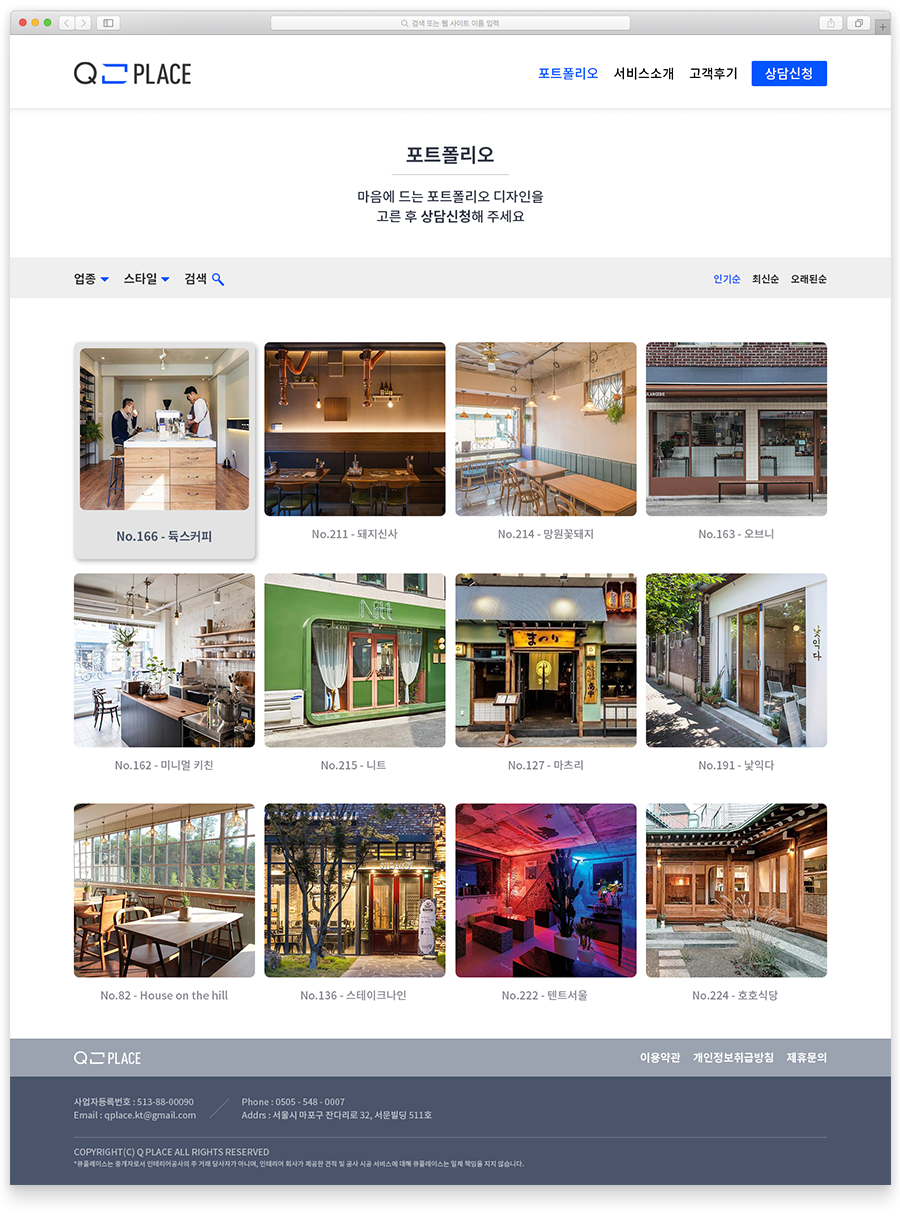 검색 또는 웹 사이트 이름 입력
Q PLACE
포트폴리오 서비스소개 고객후기 상담신청
포트폴리오
마음에 드는 포트폴리오 디자인을
고른 후 상담신청해 주세요
업종 스타일 검색
인기순 최신순 오래된순
No.166 - 둑스커피
No.211 - 돼지신사
No.214 - 망원꽃돼지
No.163 - 오브니
Nitt
まつり
낮익다
No.162 - 미니멀 키친
No.215 - 니트
No.127 - 마츠리
No.191 - 낮익다
No.82 - House on the hill
No.136 - 스테이크나인
No.222 - 텐트서울
No.224 - 호호식당
Q PLACE
이용약관 개인정보취급방침 제휴문의
사업자등록번호 : 513-88-00090
Email : qplace.kt@gmail.com
Phone : 0505 - 548 - 0007
Addrs : 서울시 마포구 잔다리로 32, 서문빌딩 511호
COPYRIGHT(C) Q PLACE ALL RIGHTS RESERVED
*큐플레이스는 중개자로서 인테리어공사의 주 거래 당사자가 아니며, 인테리어 회사가 제공한 견적 및 공사 시공 서비스에 대해 큐플레이스는 일체 책임을 지지 않습니다.